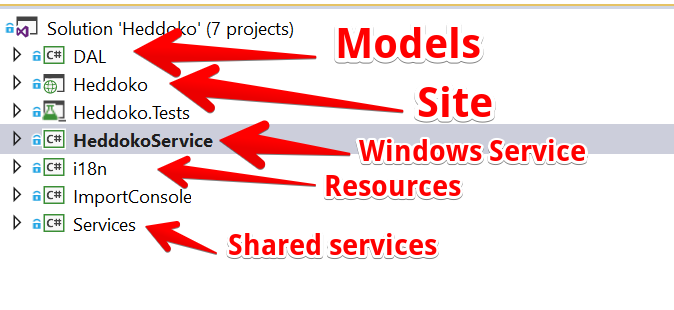 Solution 'Heddoko' (7 projects)
C# DAL
Models
Heddoko
Site
Heddoko.Tests
C# HeddokoService
Windows Service
C# i18n
Resources
C# ImportConsole
C# Services
Shared services